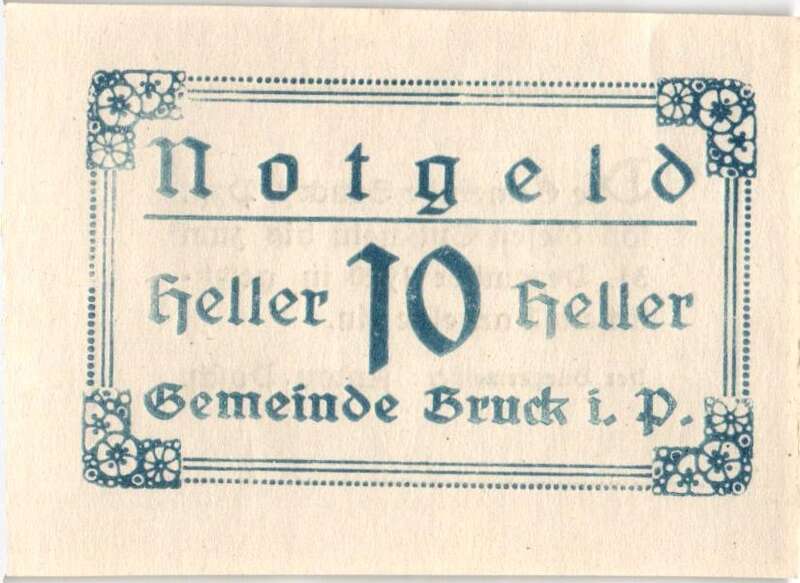 Notgeld
Heller 10 Heller
Gemeinde Bruck i. P.